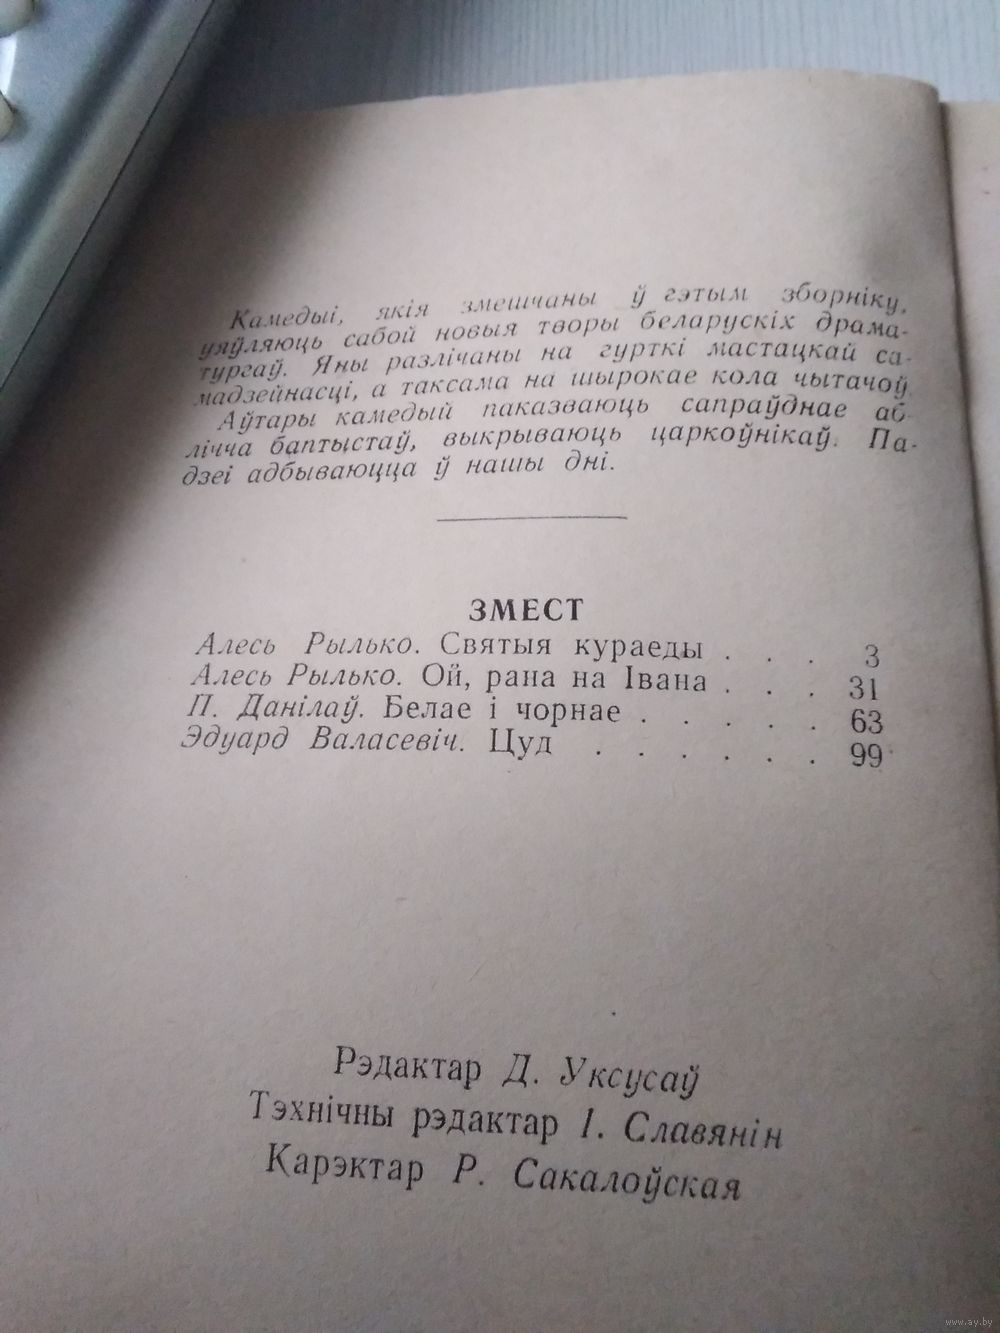 Камедыі, якія змешчаны ў гэтым зборніку,
уяўляюць сабой новыя творы беларускіх драма-
тургаў. Яны разлічаны на гурткі мастацкай са-
мадзейнасці, а таксама на шырокае кола чытачоў.
Аўтары камедый паказваюць сапраўднае аб-
лічча баптыстаў, выкрываюць царкоўнікаў. Па-
дзеі адбываюцца ў нашы дні.
ЗМЕСТ
Алесь Рылько. Святыя кураеды . . . 3
Алесь Рылько. Ой, рана на Івана . . . 31
П. Данілаў. Белае і чорнае . . . . . 63
Эдуард Валасевіч. Цуд . . . . . . 99
Рэдактар Д. Уксусаў
Тэхнічны рэдактар І. Славянін
Карэктар Р. Сакалоўская
www.ay.by